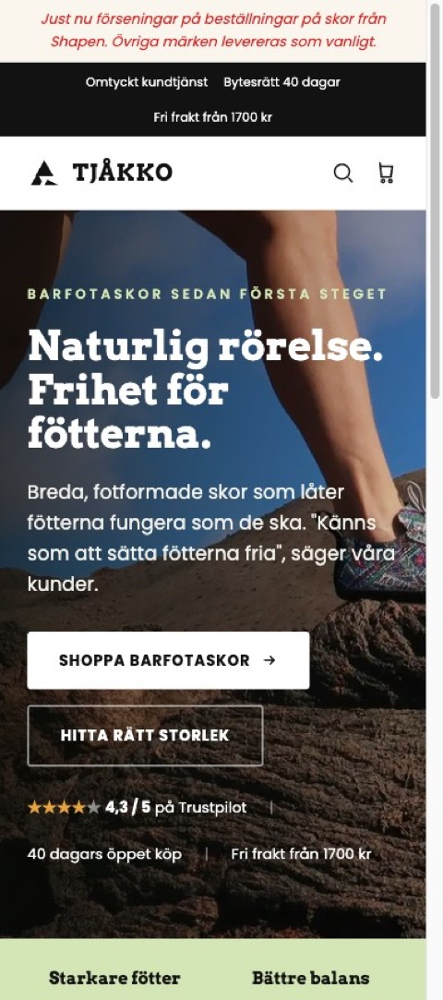 Just nu förseningar på beställningar på skor från
Shapen. Övriga märken levereras som vanligt.
Omtyckt kundtjänst Bytesrätt 40 dagar
Fri frakt från 1700 kr
TJÅKKO
BARFOTASKOR SEDAN FÖRSTA STEGET
Naturlig rörelse.
Frihet för
fötterna.
Breda, fotformade skor som låter
fötterna fungera som de ska. "Känns
som att sätta fötterna fria", säger våra
kunder.
SHOPPA BARFOTASKOR →
HITTA RÄTT STORLEK
★★★★★ 4,3 / 5 på Trustpilot |
40 dagars öppet köp | Fri frakt från 1700 kr
Starkare fötter Bättre balans